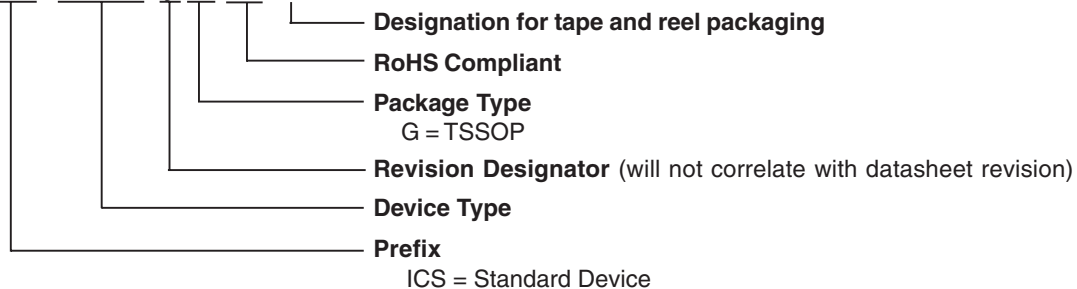 Designation for tape and reel packaging
RoHS Compliant
Package Type
G = TSSOP
Revision Designator (will not correlate with datasheet revision)
Device Type
Prefix
ICS = Standard Device